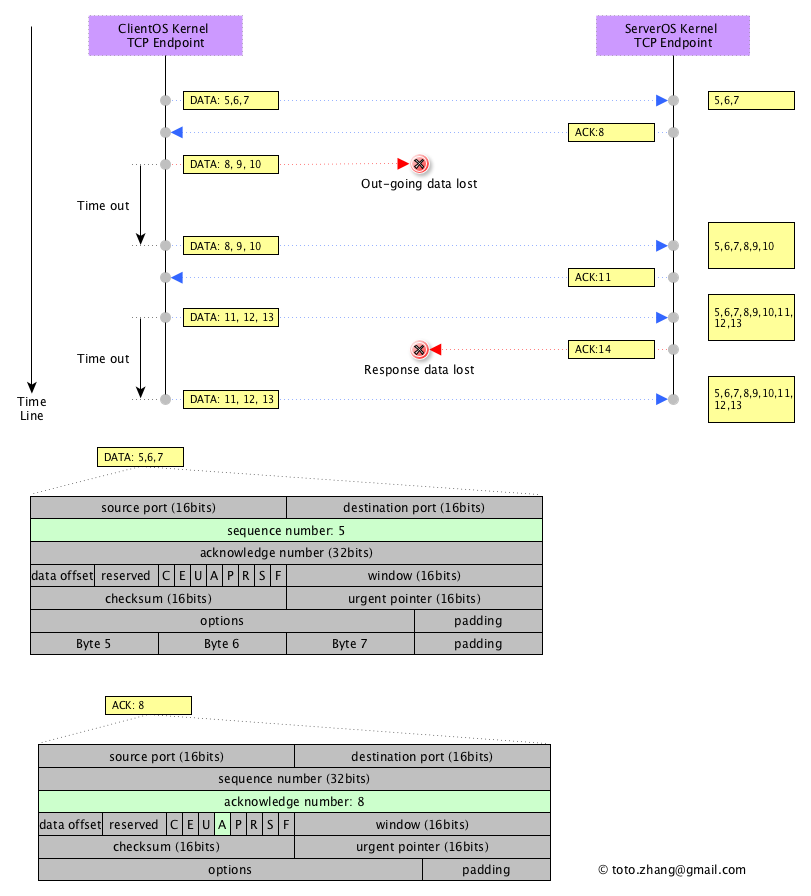 ClientOS Kernel
TCP Endpoint
ServerOS Kernel
TCP Endpoint
DATA: 5,6,7
5,6,7
ACK:8
DATA: 8, 9, 10
Out-going data lost
Time out
DATA: 8, 9, 10
5,6,7,8,9,10
ACK:11
DATA: 11, 12, 13
5,6,7,8,9,10,11,
12,13
ACK:14
Time out
Response data lost
DATA: 11, 12, 13
5,6,7,8,9,10,11,
12,13
Time
Line
DATA: 5,6,7
source port (16bits)
destination port (16bits)
sequence number: 5
acknowledge number (32bits)
data offset
reserved
C
E
U
A
P
R
S
F
window (16bits)
checksum (16bits)
urgent pointer (16bits)
options
padding
Byte 5
Byte 6
Byte 7
padding
ACK: 8
source port (16bits)
destination port (16bits)
sequence number (32bits)
acknowledge number: 8
data offset
reserved
C
E
U
A
P
R
S
F
window (16bits)
checksum (16bits)
urgent pointer (16bits)
options
padding
© toto.zhang@gmail.com